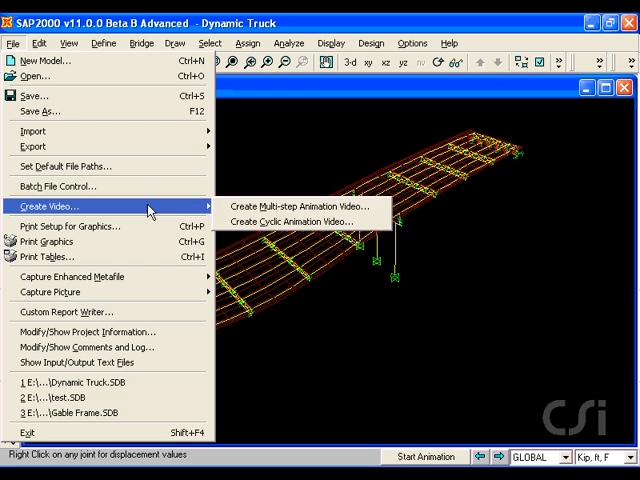 SAP2000 v11.0.0 Beta B Advanced - Dynamic Truck
File Edit View Define Bridge Draw Select Assign Analyze Display Design Options Help
New Model... Ctrl+N
Open... Ctrl+O
Save... Ctrl+S
Save As... F12
Import
Export
Set Default File Paths...
Batch File Control...
Create Video...
Create Multi-step Animation Video...
Create Cyclic Animation Video...
Print Setup for Graphics... Ctrl+P
Print Graphics Ctrl+G
Print Tables... Ctrl+I
Capture Enhanced Metafile
Capture Picture
Custom Report Writer...
Modify/Show Project Information...
Modify/Show Comments and Log...
Show Input/Output Text Files
1 E:\...\Dynamic Truck.SDB
2 E:\...\test.SDB
3 E:\...\Gable Frame.SDB
Exit Shift+F4
3-d xy xz yz nv
CSi
Right Click on any joint for displacement values
Start Animation
GLOBAL
Kip, ft, F